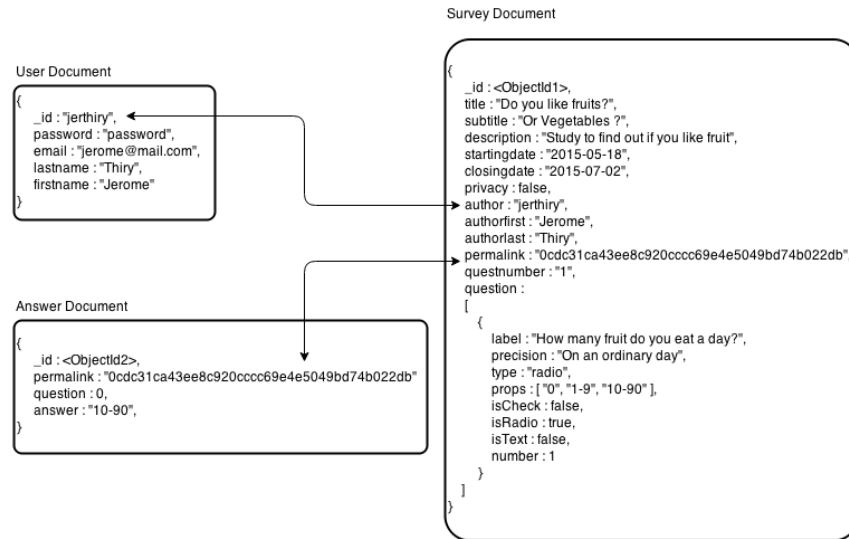 Survey Document
User Document
{
_id : "jerthiry",
password : "password",
email : "jerome@mail.com",
lastname : "Thiry",
firstname : "Jerome"
}
Answer Document
{
_id : <ObjectId2>,
permalink : "0cdc31ca43ee8c920cccc69e4e5049bd74b022db"
question : 0,
answer : "10-90",
}
{
_id : <ObjectId1>,
title : "Do you like fruits?",
subtitle : "Or Vegetables ?",
description : "Study to find out if you like fruit",
startingdate : "2015-05-18",
closingdate : "2015-07-02",
privacy : false,
author : "jerthiry",
authorfirst : "Jerome",
authorlast : "Thiry",
permalink : "0cdc31ca43ee8c920cccc69e4e5049bd74b022db",
questnumber : "1",
question :
[
{
label : "How many fruit do you eat a day?",
precision : "On an ordinary day",
type : "radio",
props : [ "0", "1-9", "10-90" ],
isCheck : false,
isRadio : true,
isText : false,
number : 1
}
]
}